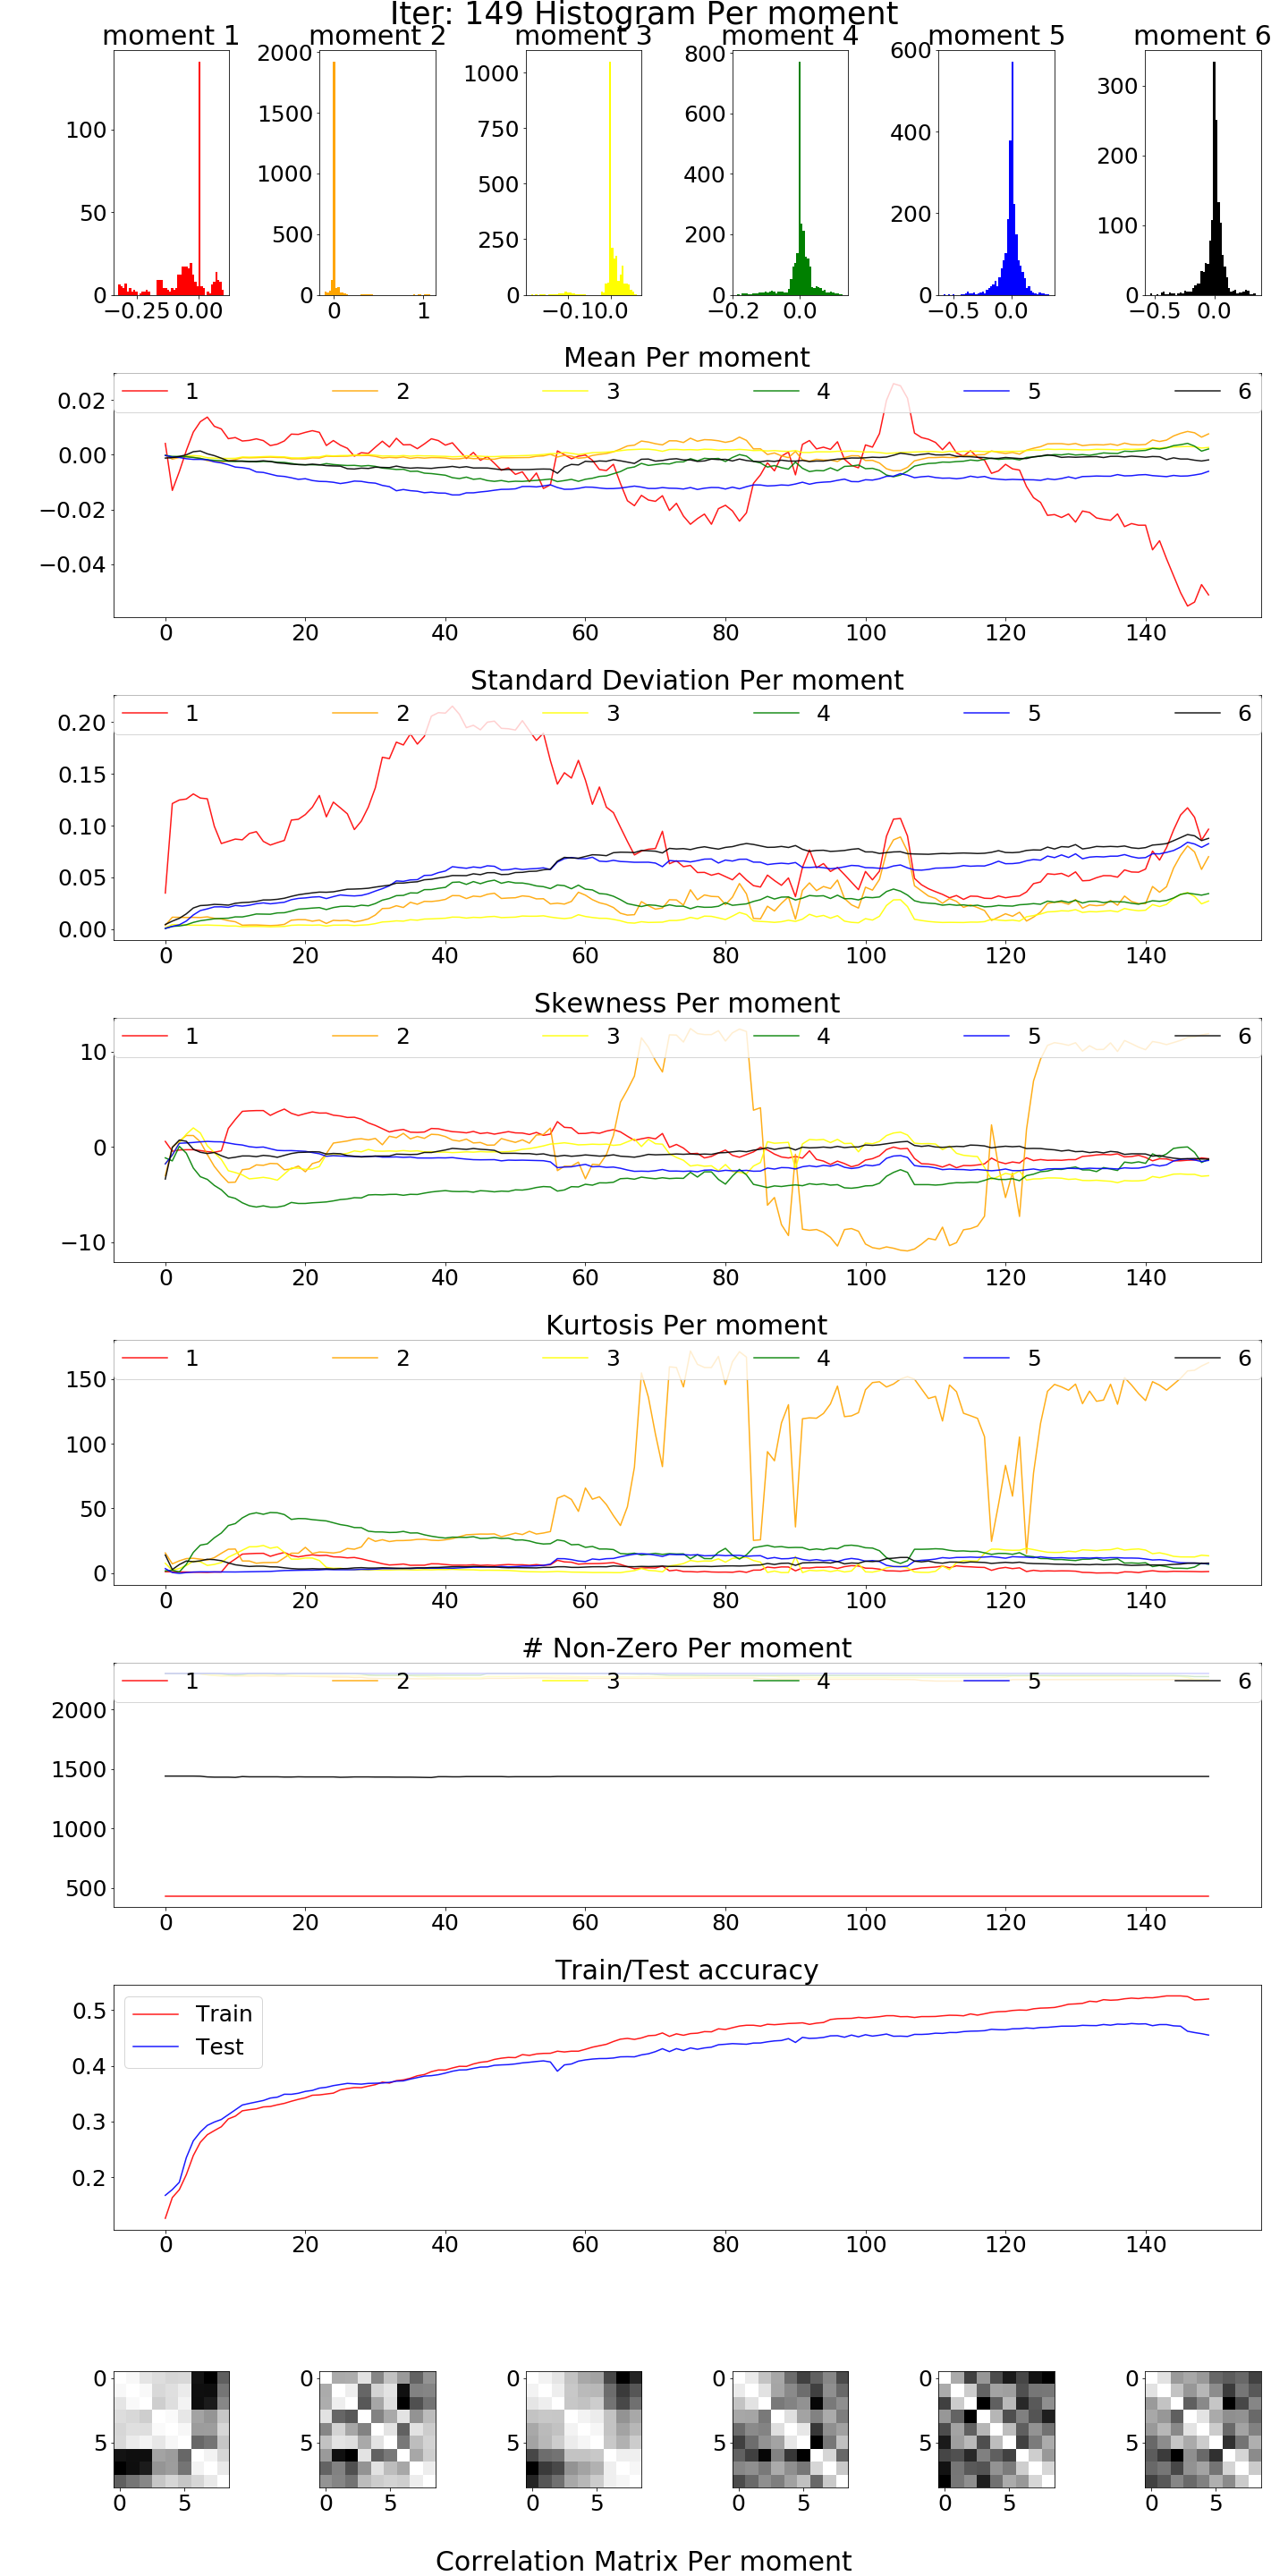 Iter: 149 Histogram Per moment
moment 1 moment 2 moment 3 moment 4 moment 5 moment 6
0 50 100
−0.25 0.00
0 500 1000 1500 2000
0 1
0 250 500 750 1000
−0.1 0.0
0 200 400 600 800
−0.2 0.0
0 200 400 600
−0.5 0.0
0 100 200 300
−0.5 0.0
Mean Per moment
1 2 3 4 5 6
0.02
0.00
−0.02
−0.04
0 20 40 60 80 100 120 140
Standard Deviation Per moment
1 2 3 4 5 6
0.20
0.15
0.10
0.05
0.00
0 20 40 60 80 100 120 140
Skewness Per moment
1 2 3 4 5 6
10
0
−10
0 20 40 60 80 100 120 140
Kurtosis Per moment
1 2 3 4 5 6
150
100
50
0
0 20 40 60 80 100 120 140
# Non-Zero Per moment
1 2 3 4 5 6
2000
1500
1000
500
0 20 40 60 80 100 120 140
Train/Test accuracy
Train
Test
0.5
0.4
0.3
0.2
0 20 40 60 80 100 120 140
0 0 0 0 0 0
5 5 5 5 5 5
0 5 0 5 0 5 0 5 0 5 0 5
Correlation Matrix Per moment